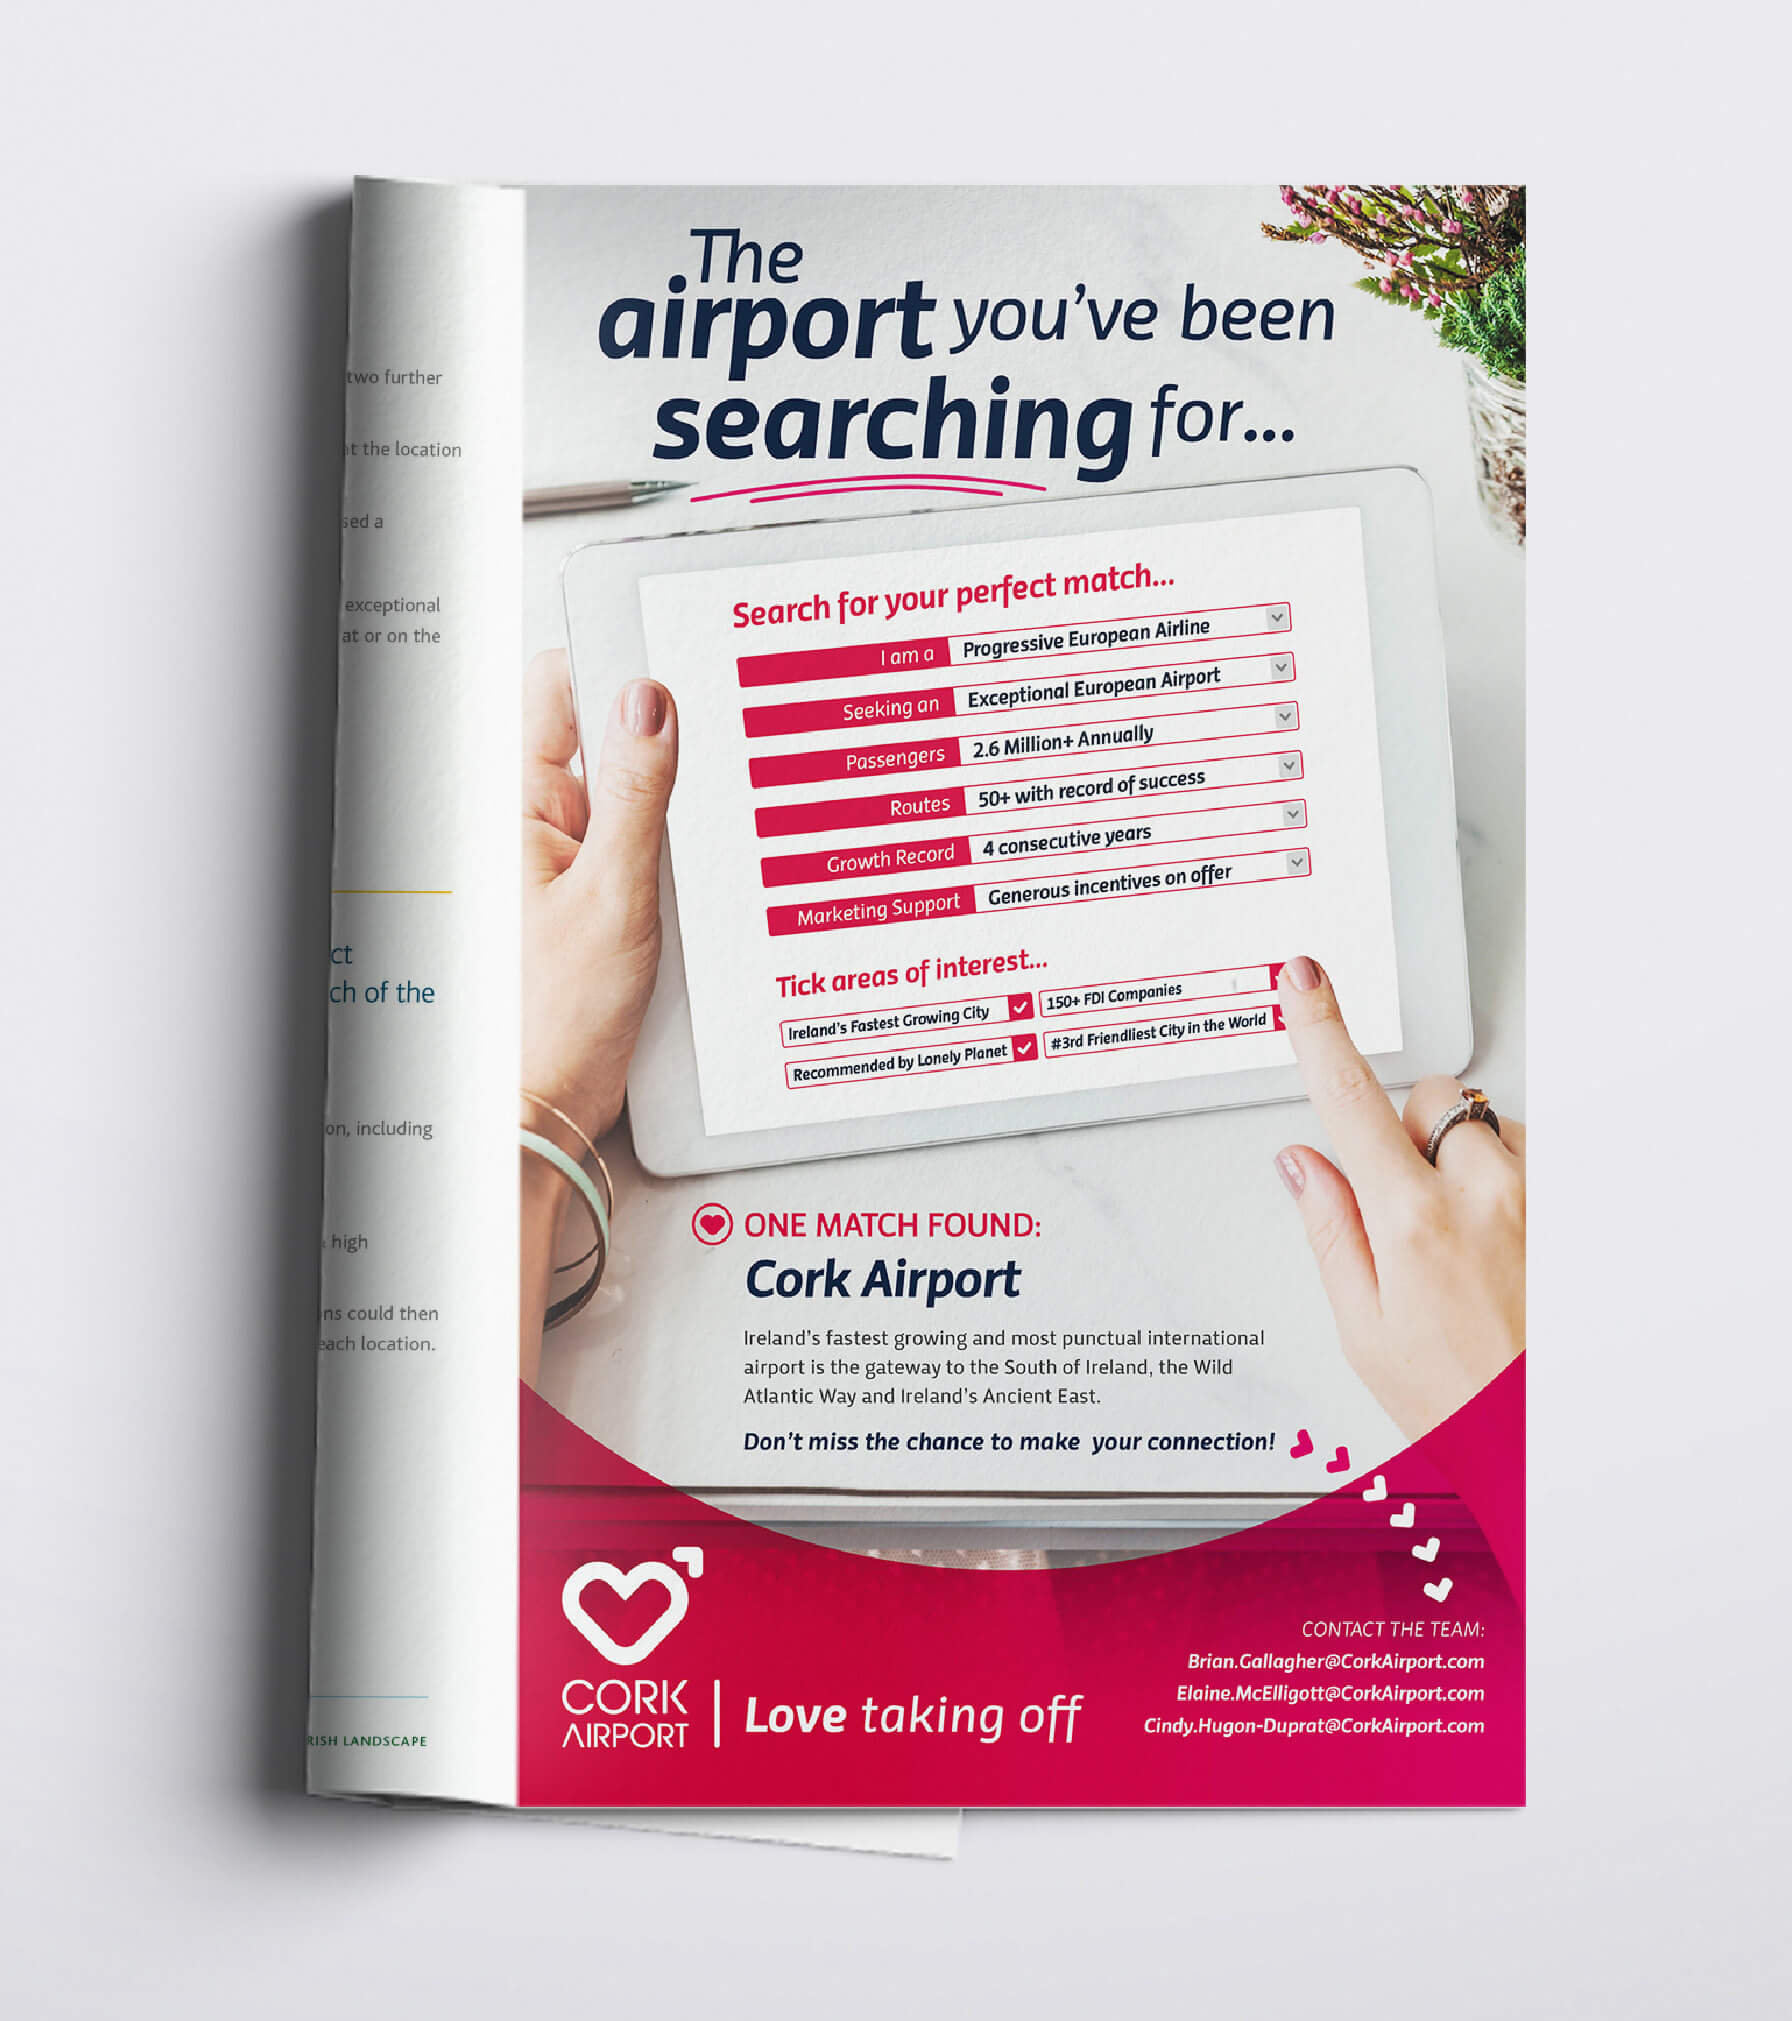 two further
the location
sed a
exceptional
at or on the
ct
ch of the
on, including
high
ns could then
each location.
RISH LANDSCAPE
The
airport you've been
searching for...
Search for your perfect match...
I am a Progressive European Airline
Seeking an Exceptional European Airport
Passengers 2.6 Million+ Annually
Routes 50+ with record of success
Growth Record 4 consecutive years
Marketing Support Generous incentives on offer
Tick areas of interest...
Ireland's Fastest Growing City 150+ FDI Companies
Recommended by Lonely Planet #3rd Friendliest City in the World
ONE MATCH FOUND:
Cork Airport
Ireland's fastest growing and most punctual international
airport is the gateway to the South of Ireland, the Wild
Atlantic Way and Ireland's Ancient East.
Don't miss the chance to make your connection!
CORK
AIRPORT
Love taking off
CONTACT THE TEAM:
Brian.Gallagher@CorkAirport.com
Elaine.McElligott@CorkAirport.com
Cindy.Hugon-Duprat@CorkAirport.com